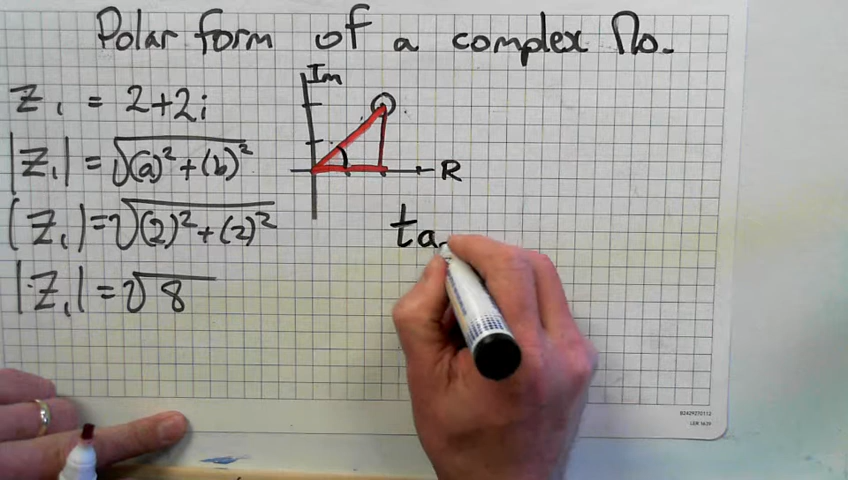 Polar form of a complex No.
Z₁ = 2+2i
|Z₁| = √(a)² + (b)²
|Z₁| = √(2)² + (2)²
|Z₁| = √8
Im
R
ta